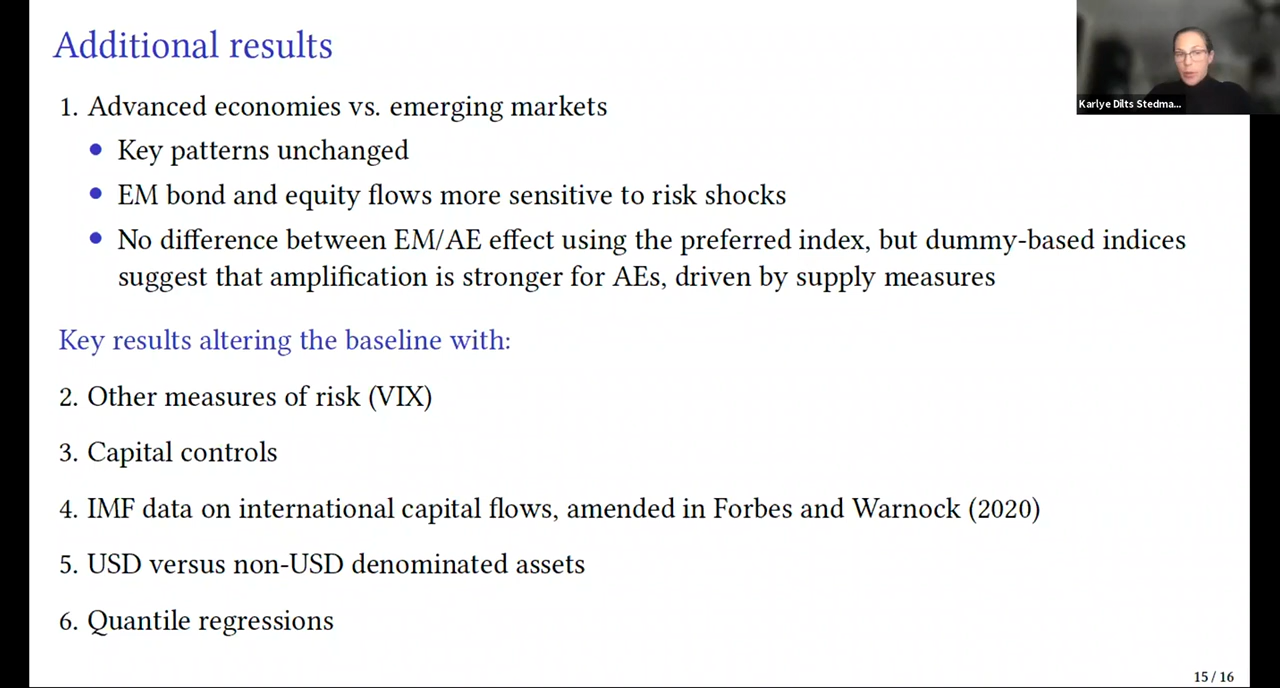 Additional results
Karlye Dilts Stedma...
1. Advanced economies vs. emerging markets
• Key patterns unchanged
• EM bond and equity flows more sensitive to risk shocks
• No difference between EM/AE effect using the preferred index, but dummy-based indices
suggest that amplification is stronger for AEs, driven by supply measures
Key results altering the baseline with:
2. Other measures of risk (VIX)
3. Capital controls
4. IMF data on international capital flows, amended in Forbes and Warnock (2020)
5. USD versus non-USD denominated assets
6. Quantile regressions
15 / 16